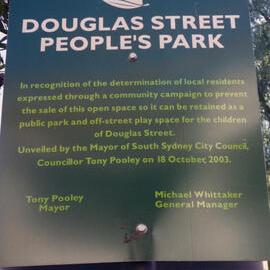 DOUGLAS STREET
PEOPLE'S PARK
In recognition of the determination of local residents
expressed through a community campaign to prevent
the sale of this open space so it can be retained as a
public park and off-street play space for the children
of Douglas Street.
Unveiled by the Mayor of South Sydney City Council,
Councillor Tony Pooley on 18 October, 2003.
Tony Pooley
Mayor
Michael Whittaker
General Manager